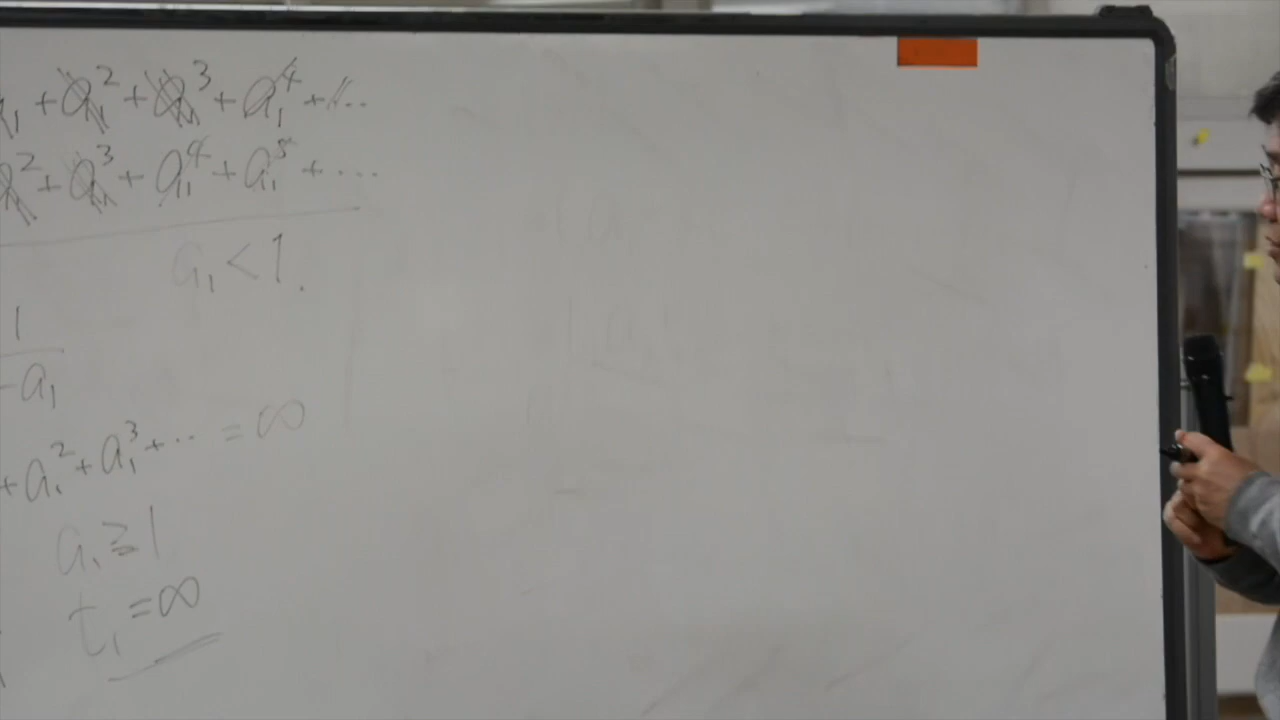 a₁ + a₁² + a₁³ + a₁⁴ + ...
a₁² + a₁³ + a₁⁴ + a₁⁵ + ...
a₁ < 1.
1
- a₁
+ a₁² + a₁³ + ... = ∞
a₁ ≥ 1
t₁ = ∞